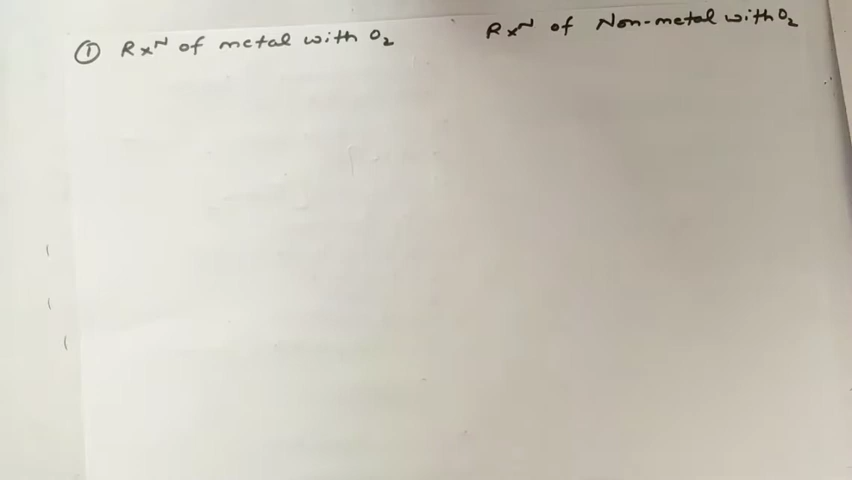 ① Rxᴺ of metal with O₂
Rxᴺ of Non-metal with O₂